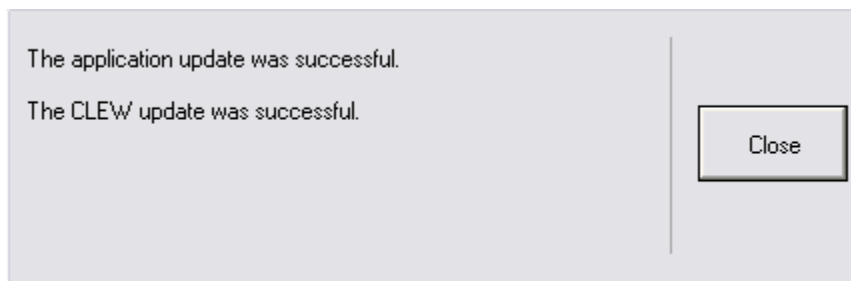 The application update was successful.
The CLEW update was successful.
Close